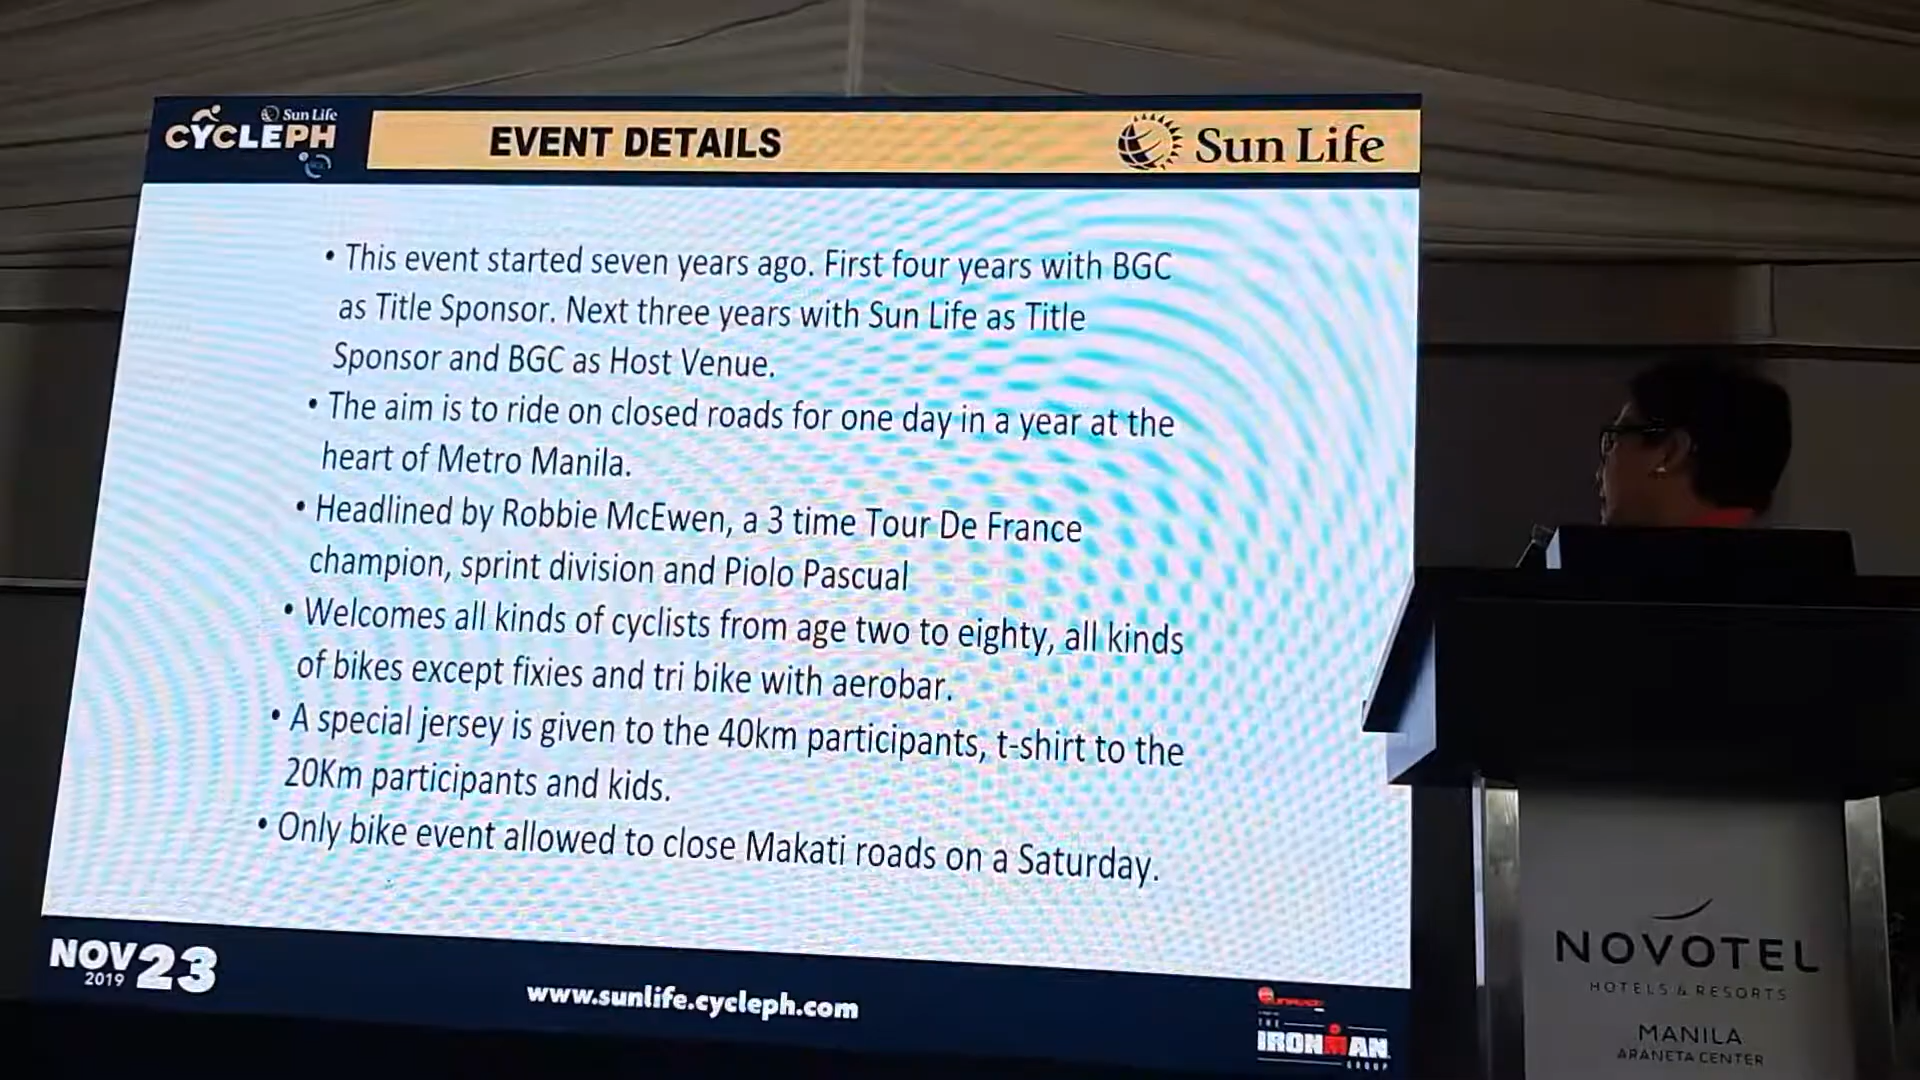 Sun Life
CYCLEPH
EVENT DETAILS
Sun Life
• This event started seven years ago. First four years with BGC
as Title Sponsor. Next three years with Sun Life as Title
Sponsor and BGC as Host Venue.
• The aim is to ride on closed roads for one day in a year at the
heart of Metro Manila.
• Headlined by Robbie McEwen, a 3 time Tour De France
champion, sprint division and Piolo Pascual
• Welcomes all kinds of cyclists from age two to eighty, all kinds
of bikes except fixies and tri bike with aerobar.
• A special jersey is given to the 40km participants, t-shirt to the
20Km participants and kids.
• Only bike event allowed to close Makati roads on a Saturday.
NOV 23
2019
www.sunlife.cycleph.com
THE
IRONMAN
GROUP
NOVOTEL
HOTELS & RESORTS
MANILA
ARANETA CENTER